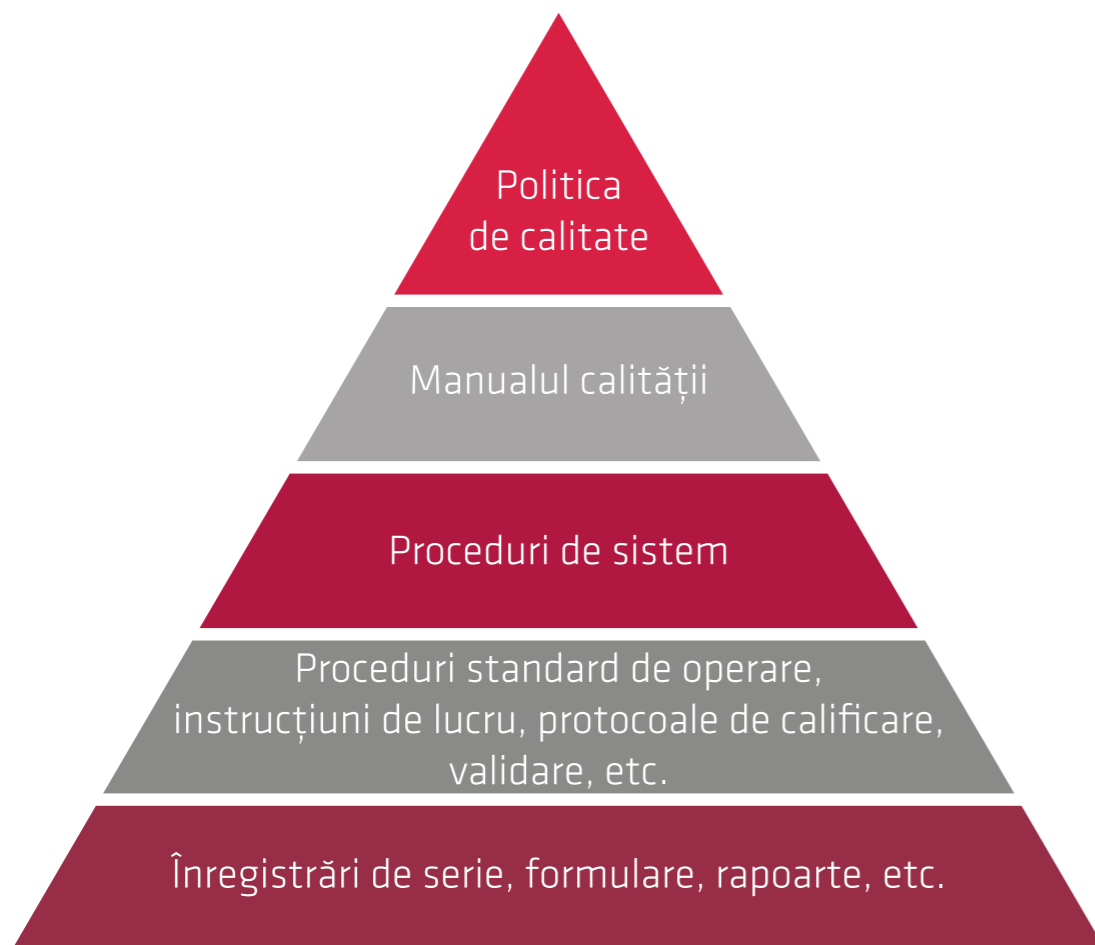 Politica
de calitate
Manualul calității
Proceduri de sistem
Proceduri standard de operare,
instrucțiuni de lucru, protocoale de calificare,
validare, etc.
Înregistrări de serie, formulare, rapoarte, etc.